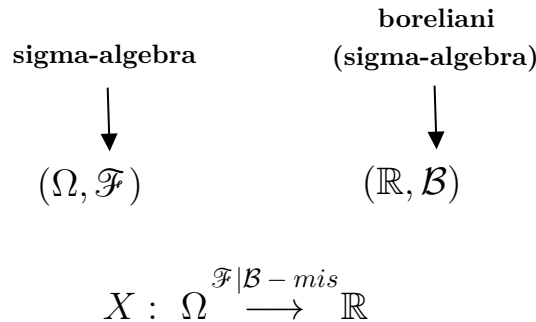 boreliani
sigma-algebra (sigma-algebra)
(Ω, ℱ) (ℝ, ℬ)
ℱ|ℬ − mis
X : Ω ⟶ ℝ